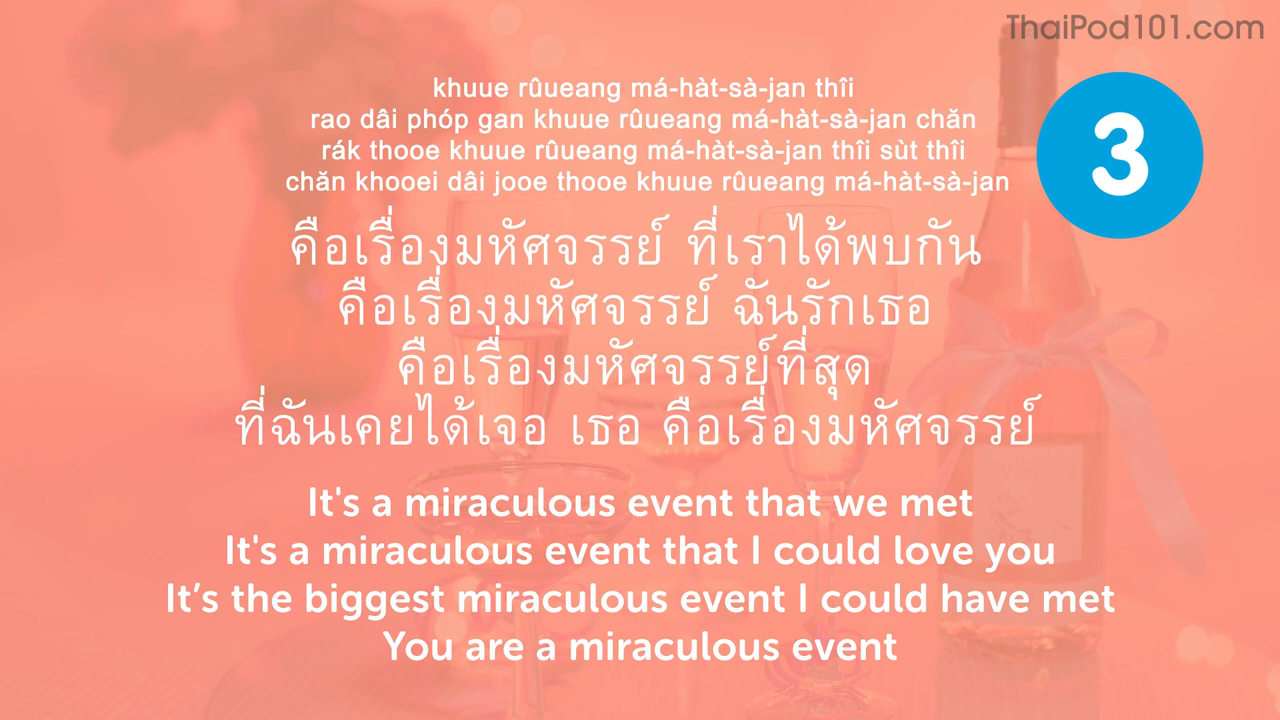 ThaiPod101.com
khuue rûueang má-hàt-sà-jan thîi
rao dâi phóp gan khuue rûueang má-hàt-sà-jan chăn
rák thooe khuue rûueang má-hàt-sà-jan thîi sùt thîi
chăn khooei dâi jooe thooe khuue rûueang má-hàt-sà-jan
3
คือเรื่องมหัศจรรย์ ที่เราได้พบกัน
คือเรื่องมหัศจรรย์ ฉันรักเธอ
คือเรื่องมหัศจรรย์ที่สุด
ที่ฉันเคยได้เจอ เธอ คือเรื่องมหัศจรรย์
It's a miraculous event that we met
It's a miraculous event that I could love you
It’s the biggest miraculous event I could have met
You are a miraculous event